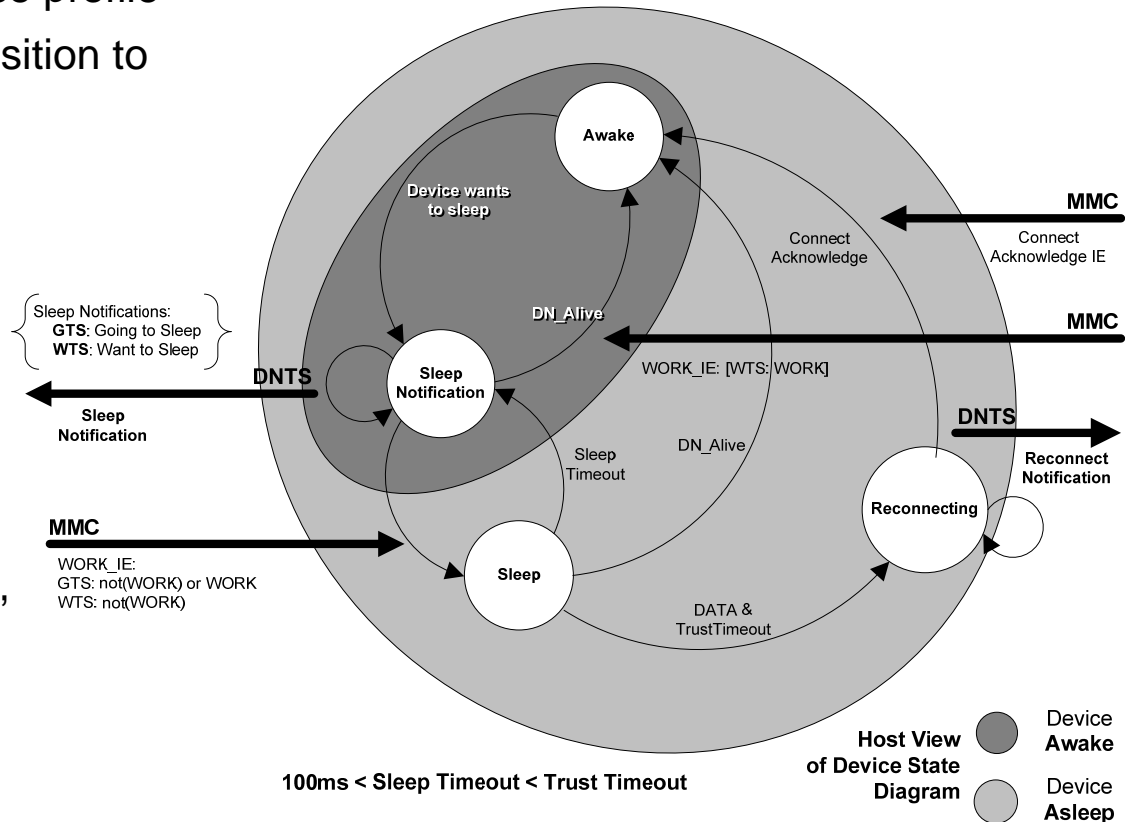 profile
sition to
Awake
Device wants
to sleep
MMC
Connect
Acknowledge
Connect
Acknowledge IE
Sleep Notifications:
GTS: Going to Sleep
WTS: Want to Sleep
DN_Alive
MMC
WORK_IE: [WTS: WORK]
DNTS
Sleep
Notification
Sleep
Notification
DNTS
Reconnect
Notification
Sleep
Timeout
DN_Alive
Reconnecting
MMC
WORK_IE:
GTS: not(WORK) or WORK
WTS: not(WORK)
,
Sleep
DATA &
TrustTimeout
100ms < Sleep Timeout < Trust Timeout
Host View
of Device State
Diagram
Device
Awake
Device
Asleep